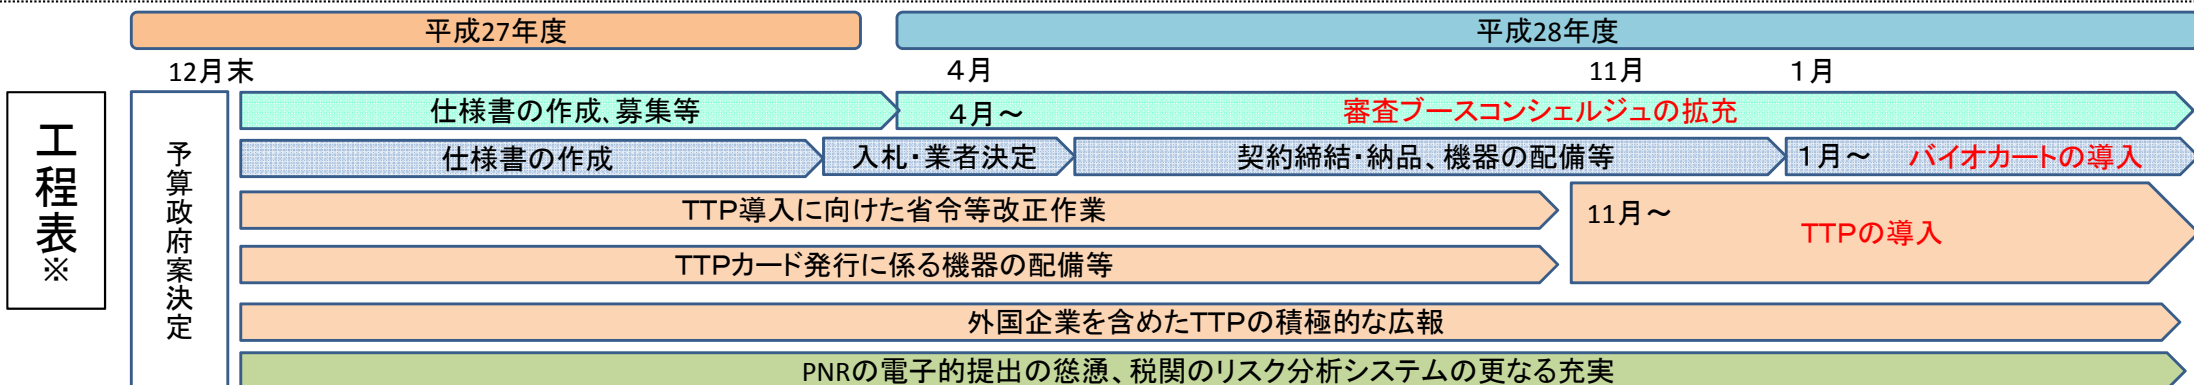 平成27年度
平成28年度
12月末
4月
11月
1月
工程表※
予算政府案決定
仕様書の作成、募集等
4月～
審査ブースコンシェルジュの拡充
仕様書の作成
入札・業者決定
契約締結・納品、機器の配備等
1月～
バイオカートの導入
TTP導入に向けた省令等改正作業
11月～
TTPの導入
TTPカード発行に係る機器の配備等
外国企業を含めたTTPの積極的な広報
PNRの電子的提出の慫慂、税関のリスク分析システムの更なる充実